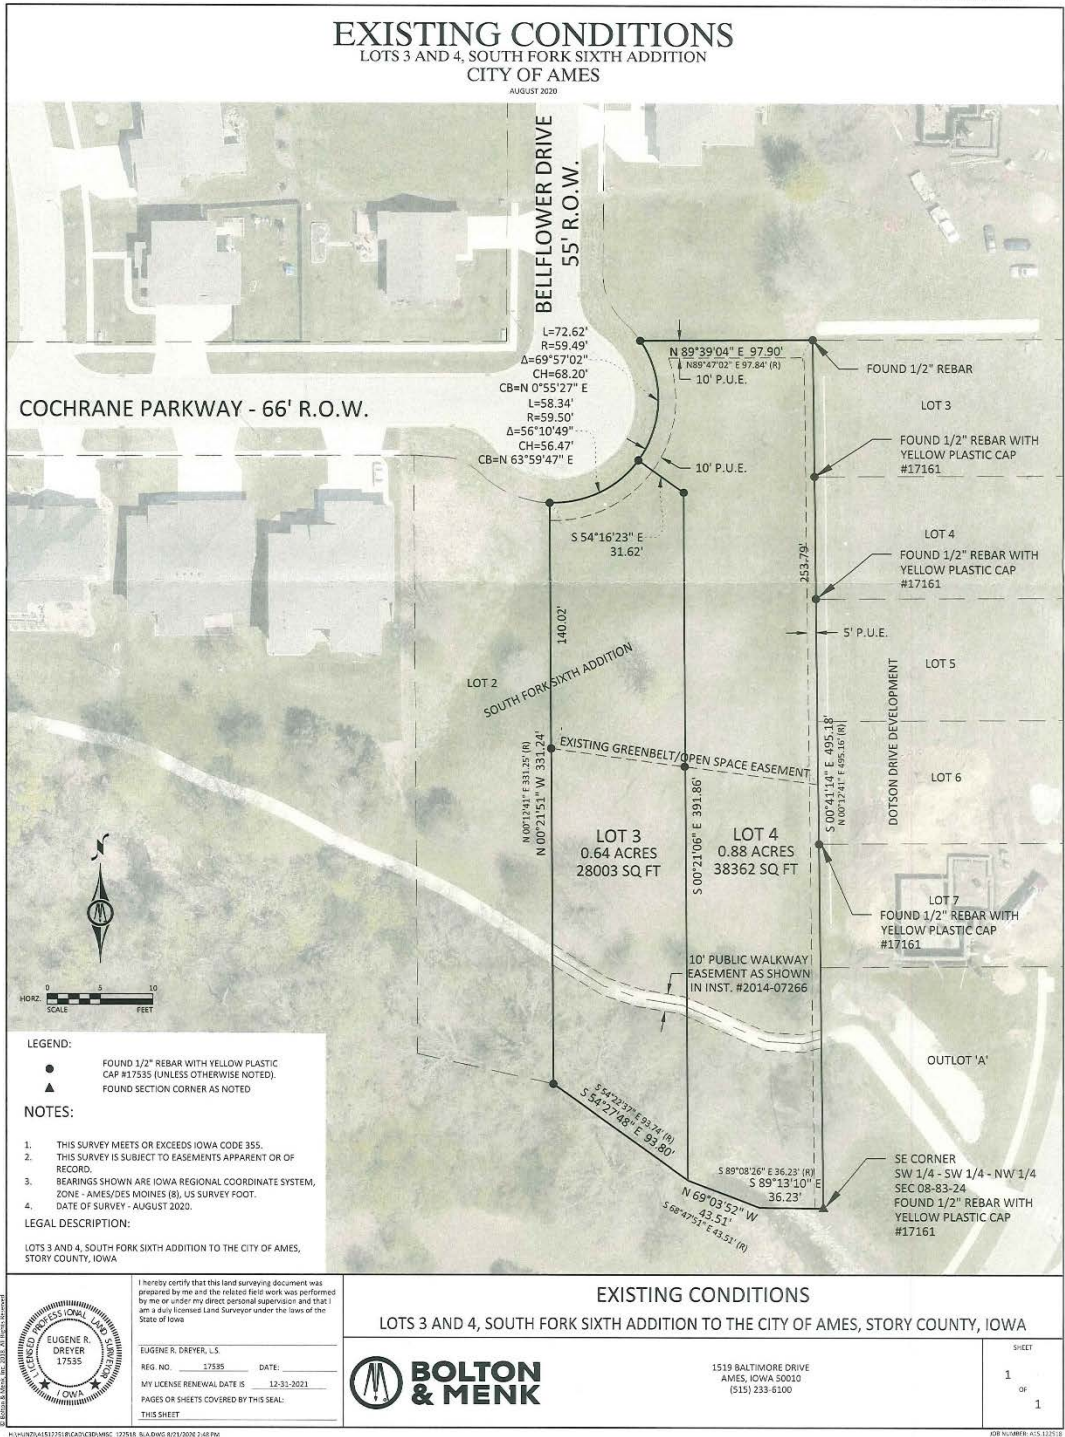 EXISTING CONDITIONS
LOTS 3 AND 4, SOUTH FORK SIXTH ADDITION
CITY OF AMES
AUGUST 2020
BELLFLOWER DRIVE
55' R.O.W.
COCHRANE PARKWAY - 66' R.O.W.
L=72.62'
R=59.49'
Δ=69°57'02"
CH=68.20'
CB=N 0°55'27" E
L=58.34'
R=59.50'
Δ=56°10'49"
CH=56.47'
CB=N 63°59'47" E
N 89°39'04" E 97.90'
N89°47'02" E 97.84' (R)
10' P.U.E.
FOUND 1/2" REBAR
LOT 3
FOUND 1/2" REBAR WITH
YELLOW PLASTIC CAP
#17161
10' P.U.E.
S 54°16'23" E
31.62'
LOT 4
FOUND 1/2" REBAR WITH
YELLOW PLASTIC CAP
#17161
253.79'
5' P.U.E.
140.02'
LOT 2
SOUTH FORK SIXTH ADDITION
LOT 5
DOTSON DRIVE DEVELOPMENT
EXISTING GREENBELT/OPEN SPACE EASEMENT
LOT 6
N 00°12'41" E 331.25' (R)
N 00°21'51" W 331.24'
S 00°21'06" E 391.86'
S 00°41'14" E 495.18'
N 00°12'41" E 495.16' (R)
LOT 3
0.64 ACRES
28003 SQ FT
LOT 4
0.88 ACRES
38362 SQ FT
LOT 7
FOUND 1/2" REBAR WITH
YELLOW PLASTIC CAP
#17161
10' PUBLIC WALKWAY
EASEMENT AS SHOWN
IN INST. #2014-07266
OUTLOT 'A'
N
0 5 10
HORZ.
SCALE FEET
S 54°22'37" E 93.74' (R)
S 54°27'48" E 93.80'
S 89°08'26" E 36.23' (R)
S 89°13'10" E
36.23'
N 69°03'52" W
43.51'
S 68°47'51" E 43.51' (R)
SE CORNER
SW 1/4 - SW 1/4 - NW 1/4
SEC 08-83-24
FOUND 1/2" REBAR WITH
YELLOW PLASTIC CAP
#17161
LEGEND:
FOUND 1/2" REBAR WITH YELLOW PLASTIC
CAP #17535 (UNLESS OTHERWISE NOTED).
FOUND SECTION CORNER AS NOTED
NOTES:
1. THIS SURVEY MEETS OR EXCEEDS IOWA CODE 355.
2. THIS SURVEY IS SUBJECT TO EASEMENTS APPARENT OR OF
RECORD.
3. BEARINGS SHOWN ARE IOWA REGIONAL COORDINATE SYSTEM,
ZONE - AMES/DES MOINES (8), US SURVEY FOOT.
4. DATE OF SURVEY - AUGUST 2020.
LEGAL DESCRIPTION:
LOTS 3 AND 4, SOUTH FORK SIXTH ADDITION TO THE CITY OF AMES,
STORY COUNTY, IOWA
LICENSED PROFESSIONAL LAND SURVEYOR
EUGENE R.
DREYER
17535
IOWA
I hereby certify that this land surveying document was
prepared by me and the related field work was performed
by me or under my direct personal supervision and that I
am a duly licensed Land Surveyor under the laws of the
State of Iowa
EUGENE R. DREYER, L.S.
REG. NO. 17535 DATE:
MY LICENSE RENEWAL DATE IS 12-31-2021
PAGES OR SHEETS COVERED BY THIS SEAL:
THIS SHEET
EXISTING CONDITIONS
LOTS 3 AND 4, SOUTH FORK SIXTH ADDITION TO THE CITY OF AMES, STORY COUNTY, IOWA
BOLTON
& MENK
1519 BALTIMORE DRIVE
AMES, IOWA 50010
(515) 233-6100
SHEET
1
OF
1
© Bolton & Menk, Inc. 2018, All Rights Reserved
JOB NUMBER: A15.122518